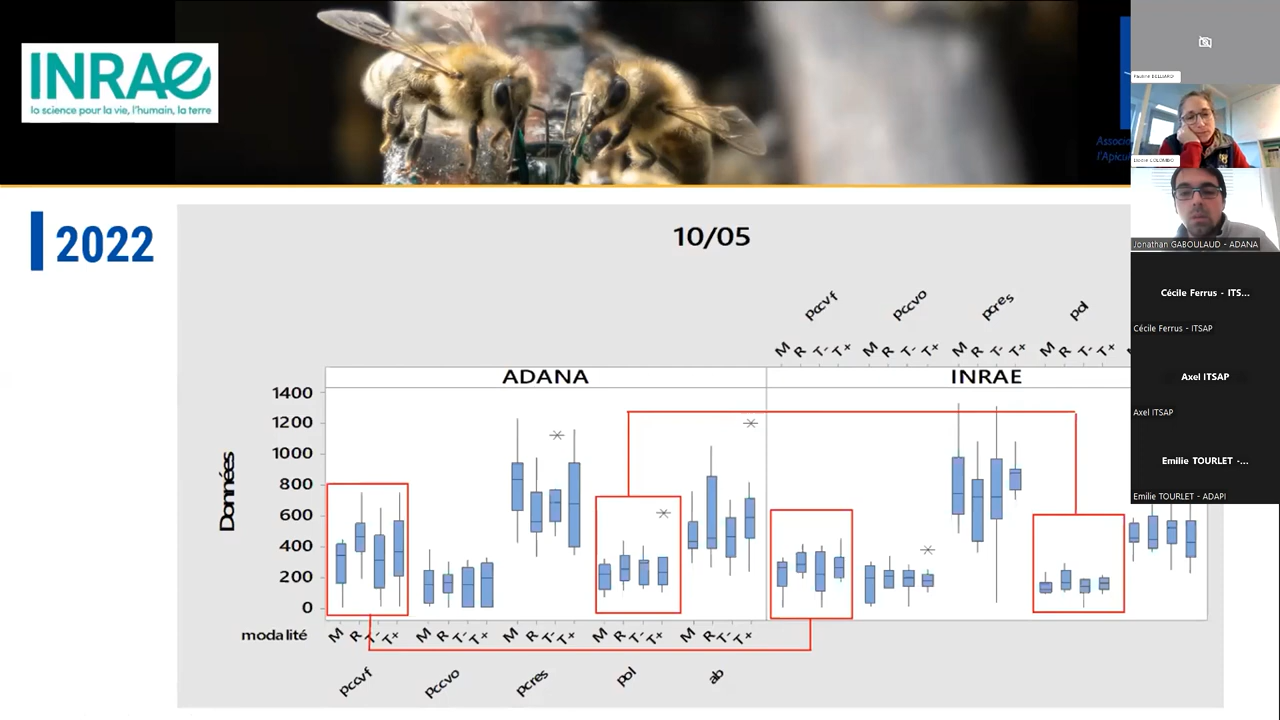 INRAE
la science pour la vie, l'humain, la terre
Associa
l'Apicul
2022
10/05
pccvf
pccvo
pcres
pol
M R T- T+ M R T- T+ M R T- T+ M R T- T+
ADANA
INRAE
Données
1400
1200
1000
800
600
400
200
0
modalité
M R T- T+ M R T- T+ M R T- T+ M R T- T+ M R T- T+
pccvf
pccvo
pcres
pol
ab
Jonathan GABOULAUD - ADANA
Cécile Ferrus - ITS...
Cécile Ferrus - ITSAP
Axel ITSAP
Axel ITSAP
Emilie TOURLET -...
Emilie TOURLET - ADAPI